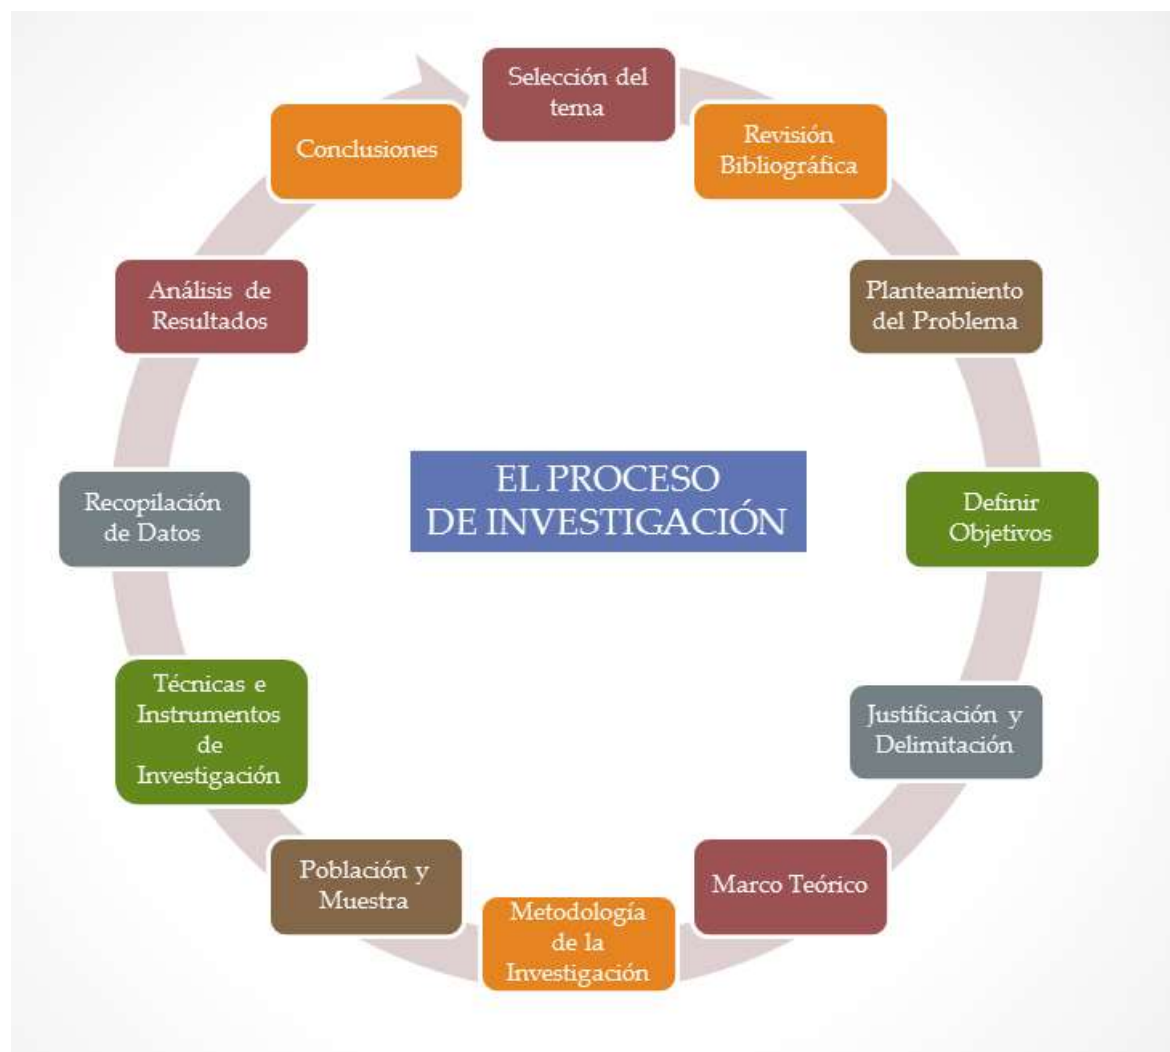 Selección del
tema
Revisión
Bibliográfica
Planteamiento
del Problema
Definir
Objetivos
Justificación y
Delimitación
Marco Teórico
Metodología
de la
Investigación
Población y
Muestra
Técnicas e
Instrumentos
de
Investigación
Recopilación
de Datos
Análisis de
Resultados
Conclusiones
EL PROCESO
DE INVESTIGACIÓN